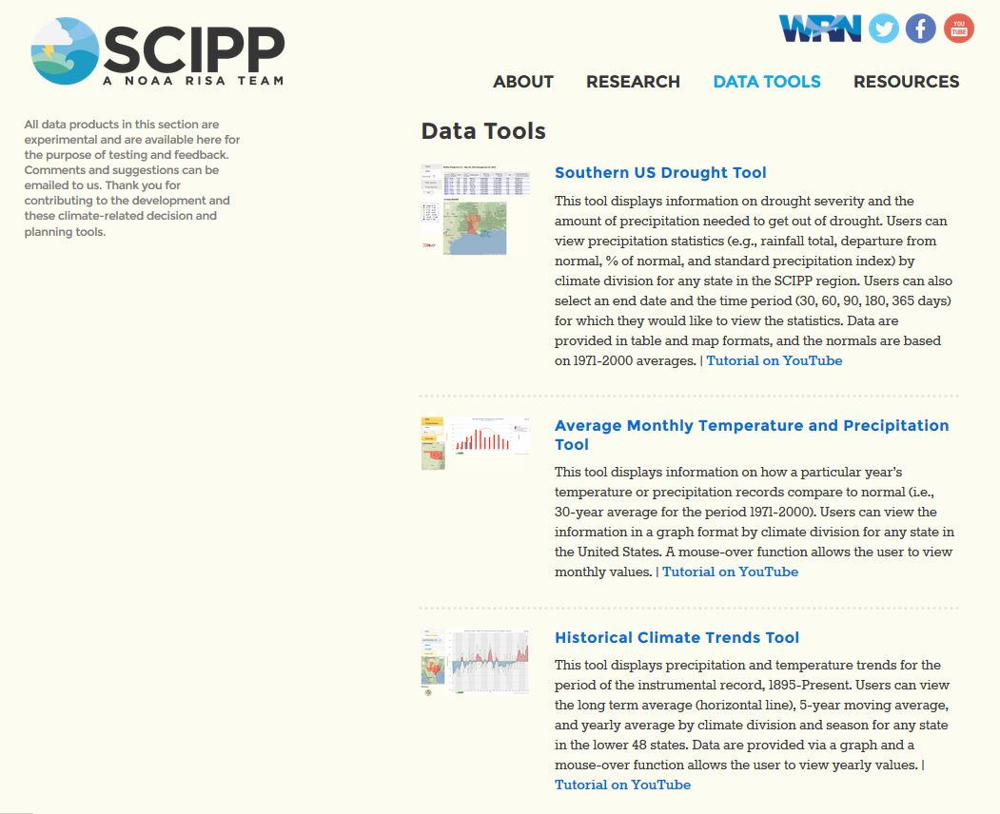 SCIPP
A NOAA RISA TEAM
WRN
YOU
TUBE
ABOUT RESEARCH DATA TOOLS RESOURCES
All data products in this section are
experimental and are available here for
the purpose of testing and feedback.
Comments and suggestions can be
emailed to us. Thank you for
contributing to the development and
these climate-related decision and
planning tools.
Data Tools
Southern US Drought Tool
This tool displays information on drought severity and the
amount of precipitation needed to get out of drought. Users can
view precipitation statistics (e.g., rainfall total, departure from
normal, % of normal, and standard precipitation index) by
climate division for any state in the SCIPP region. Users can also
select an end date and the time period (30, 60, 90, 180, 365 days)
for which they would like to view the statistics. Data are
provided in table and map formats, and the normals are based
on 1971-2000 averages. | Tutorial on YouTube
Average Monthly Temperature and Precipitation
Tool
This tool displays information on how a particular year's
temperature or precipitation records compare to normal (i.e.,
30-year average for the period 1971-2000). Users can view the
information in a graph format by climate division for any state in
the United States. A mouse-over function allows the user to view
monthly values. | Tutorial on YouTube
Historical Climate Trends Tool
This tool displays precipitation and temperature trends for the
period of the instrumental record, 1895-Present. Users can view
the long term average (horizontal line), 5-year moving average,
and yearly average by climate division and season for any state
in the lower 48 states. Data are provided via a graph and a
mouse-over function allows the user to view yearly values. |
Tutorial on YouTube